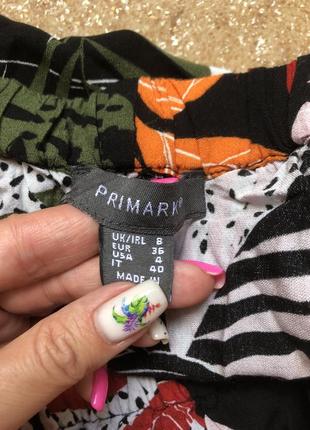 PRIMARK
UK/IRL 8
EUR 36
USA 4
IT 40
MADE IN